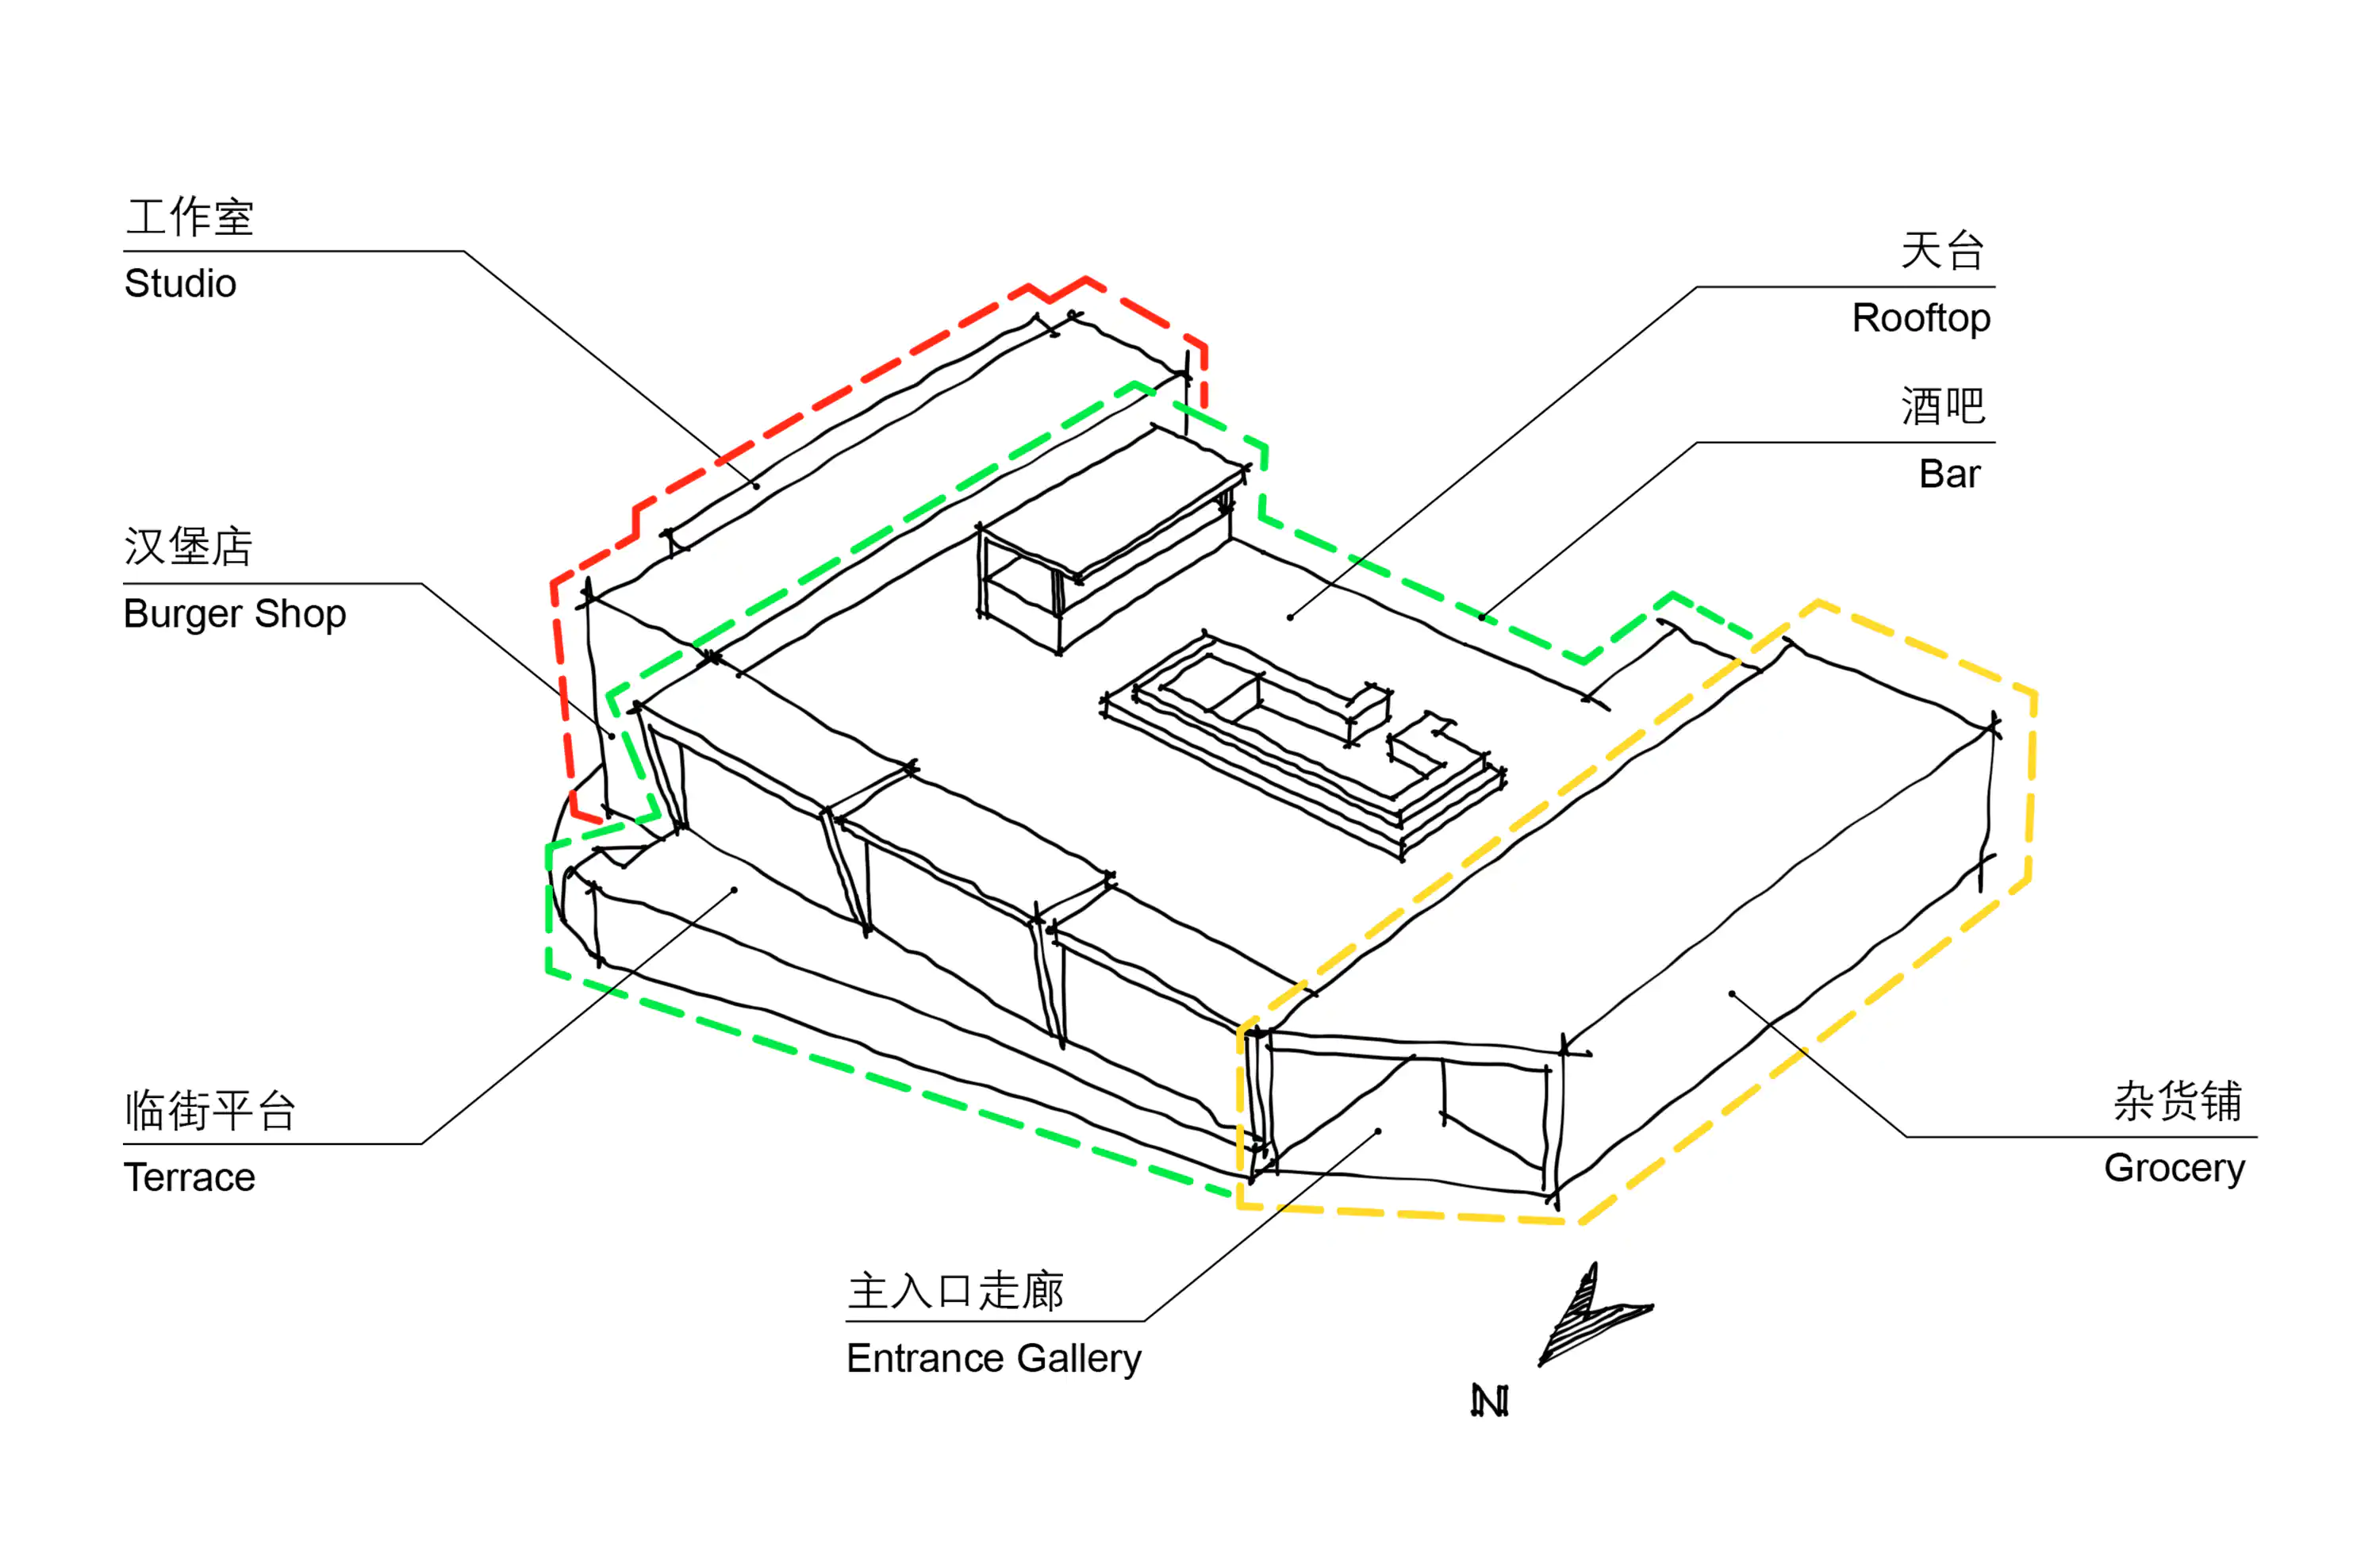 工作室
Studio
天台
Rooftop
酒吧
Bar
汉堡店
Burger Shop
临街平台
Terrace
杂货铺
Grocery
主入口走廊
Entrance Gallery
N